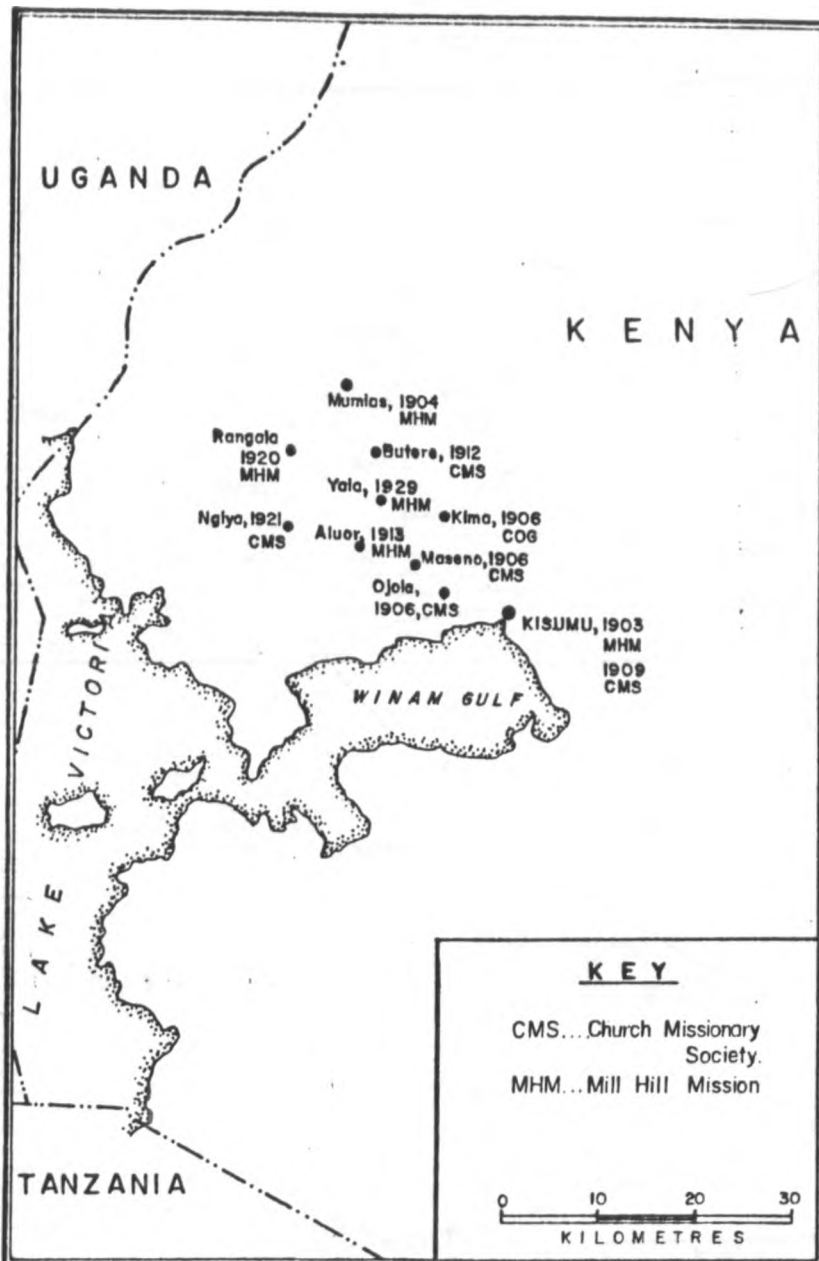 UGANDA
KENYA
Mumias, 1904
MHM
Rangala
1920
MHM
Butere, 1912
CMS
Yala, 1929
MHM
Kima, 1906
COG
Ngiya, 1921
CMS
Aluor, 1913
MHM
Maseno, 1906
CMS
Ojola,
1906, CMS
KISUMU, 1903
MHM
1909
CMS
WINAM GULF
LAKE VICTORI
KEY
CMS....Church Missionary
Society.
MHM...Mill Hill Mission
0 10 20 30
KILOMETRES
TANZANIA